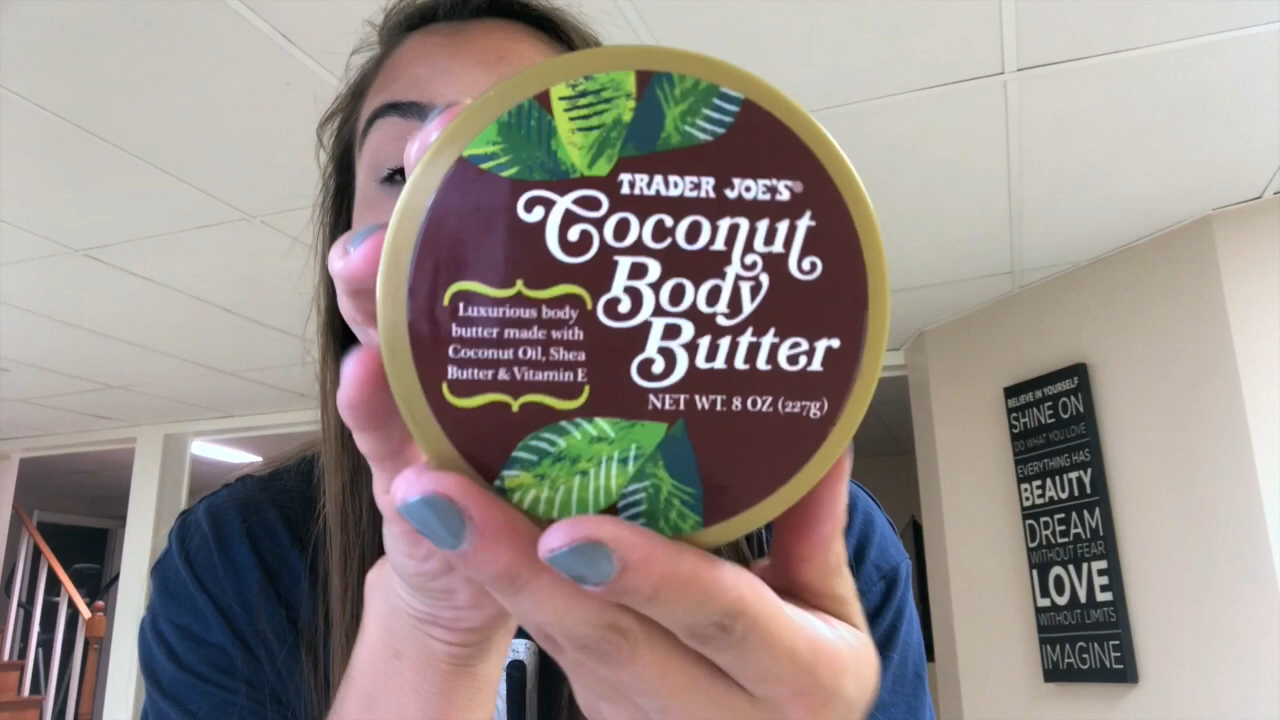 TRADER JOE'S®
Coconut
Body
Butter
Luxurious body
butter made with
Coconut Oil, Shea
Butter & Vitamin E
NET WT. 8 OZ (227g)
BELIEVE IN YOURSELF
SHINE ON
DO WHAT YOU LOVE
EVERYTHING HAS
BEAUTY
DREAM
WITHOUT FEAR
LOVE
WITHOUT LIMITS
IMAGINE